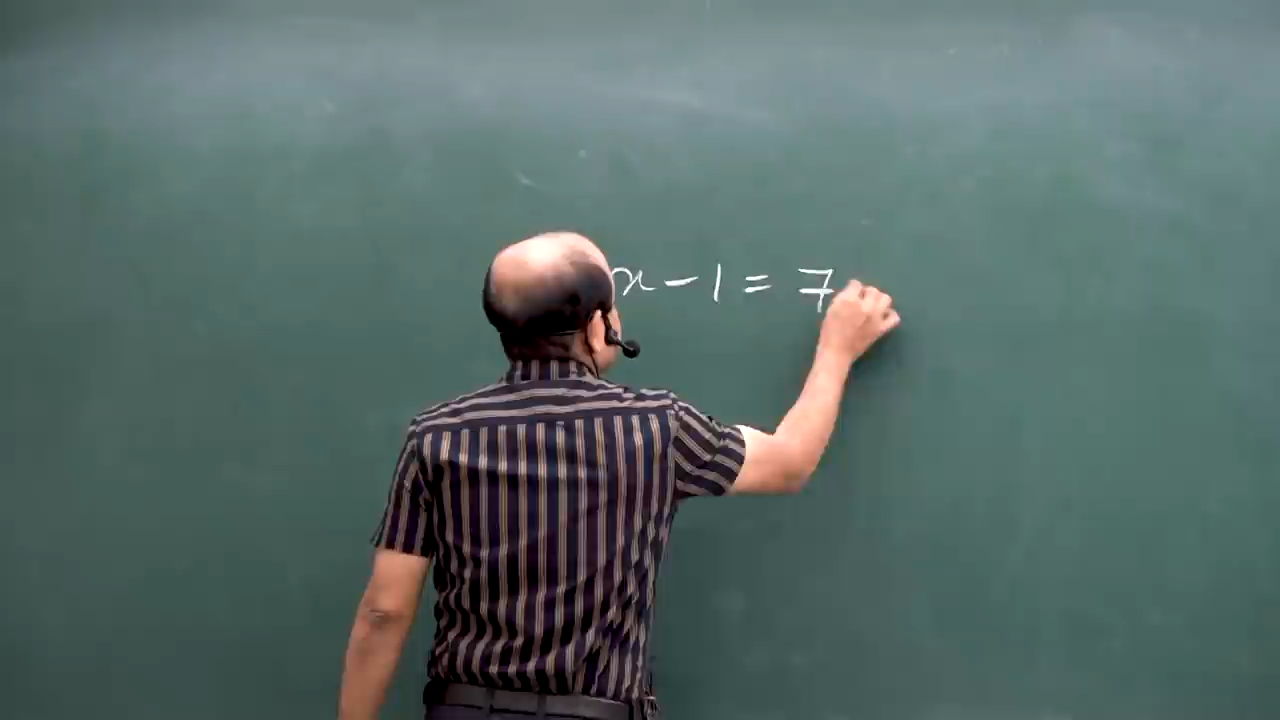 x - 1 = 7